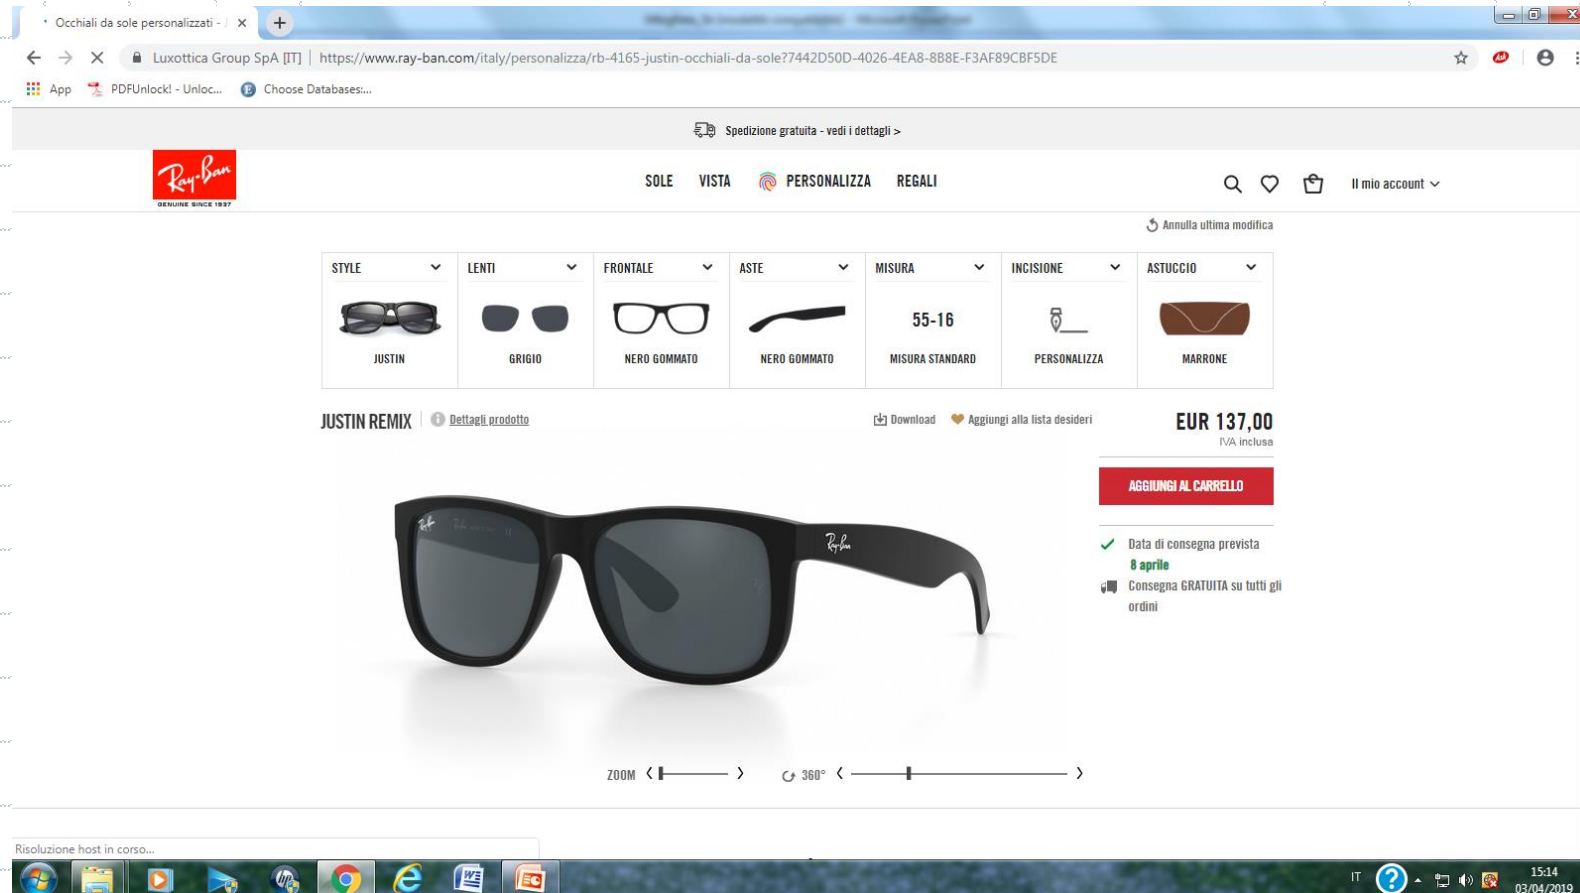 Occhiali da sole personalizzati - J
Luxottica Group SpA [IT] | https://www.ray-ban.com/italy/personalizza/rb-4165-justin-occhiali-da-sole?7442D50D-4026-4EA8-8B8E-F3AF89CBF5DE
App PDFUnlock! - Unloc... Choose Databases:...
Spedizione gratuita - vedi i dettagli >
Ray-Ban
GENUINE SINCE 1937
SOLE VISTA PERSONALIZZA REGALI
Il mio account
Annulla ultima modifica
STYLE LENTI FRONTALE ASTE MISURA INCISIONE ASTUCCIO
55-16
JUSTIN GRIGIO NERO GOMMATO NERO GOMMATO MISURA STANDARD PERSONALIZZA MARRONE
JUSTIN REMIX Dettagli prodotto Download Aggiungi alla lista desideri EUR 137,00
IVA inclusa
AGGIUNGI AL CARRELLO
Ray-Ban
Data di consegna prevista
8 aprile
Consegna GRATUITA su tutti gli
ordini
ZOOM 360°
Risoluzione host in corso...
IT 15:14
03/04/2019